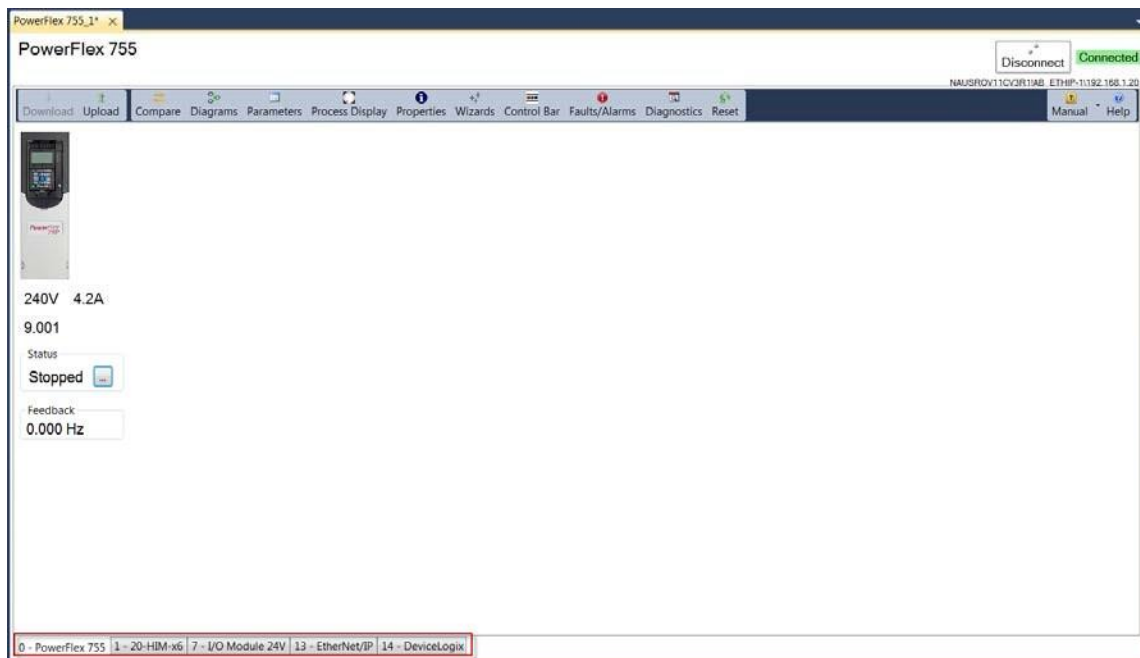 PowerFlex 755_1*
PowerFlex 755
Disconnect
Connected
NAUSROV11CV3R1!AB_ETHIP-1\192.168.1.20
Download Upload Compare Diagrams Parameters Process Display Properties Wizards Control Bar Faults/Alarms Diagnostics Reset Manual Help
240V 4.2A
9.001
Status
Stopped ...
Feedback
0.000 Hz
0 - PowerFlex 755 1 - 20-HIM-x6 7 - I/O Module 24V 13 - EtherNet/IP 14 - DeviceLogix